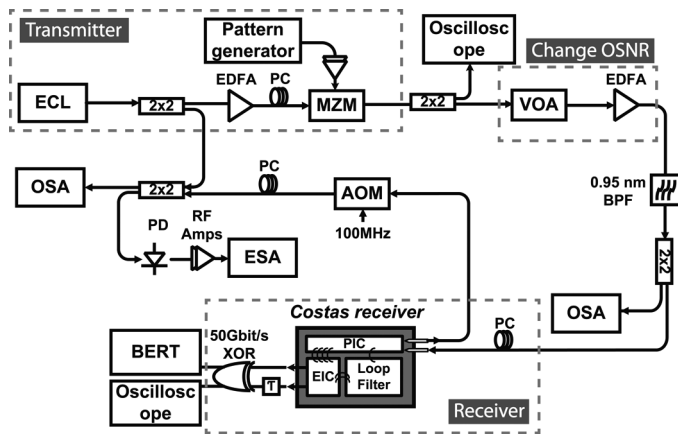 Transmitter
Pattern
generator
Oscillosc
ope
Change OSNR
EDFA
PC
EDFA
ECL
2x2
MZM
2x2
VOA
OSA
2x2
PC
AOM
100MHz
0.95 nm
BPF
PD
RF
Amps
ESA
2x2
OSA
Costas receiver
PC
BERT
50Gbit/s
XOR
PIC
EIC
Loop
Filter
Oscillosc
ope
τ
Receiver